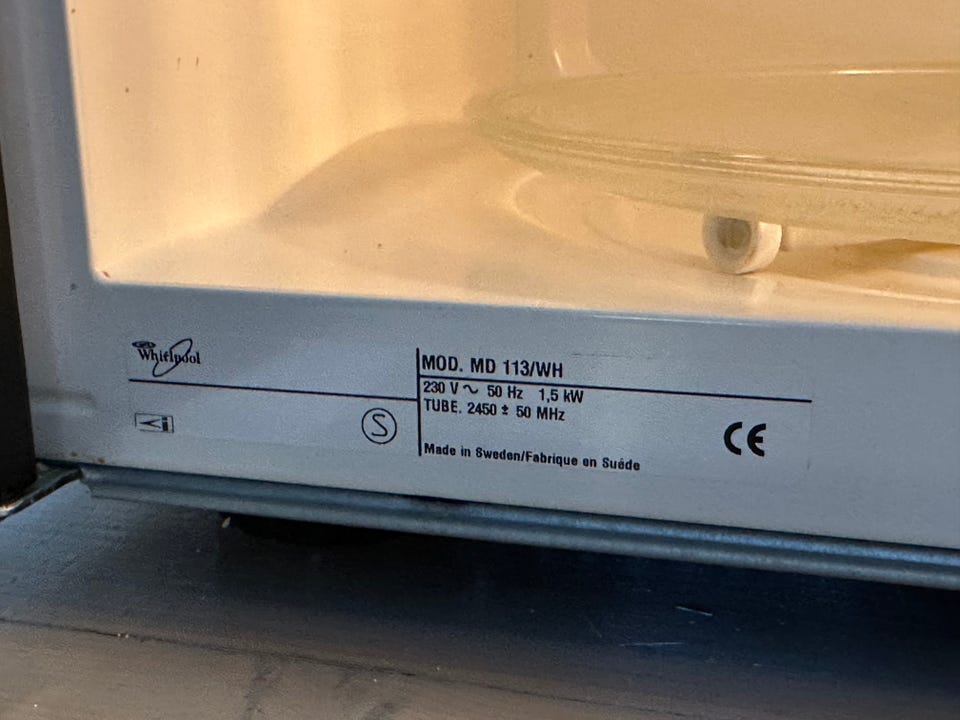 Whirlpool
MOD. MD 113/WH
230 V ~ 50 Hz 1,5 kW
TUBE. 2450 ± 50 MHz
S
CE
Made in Sweden/Fabrique en Suéde